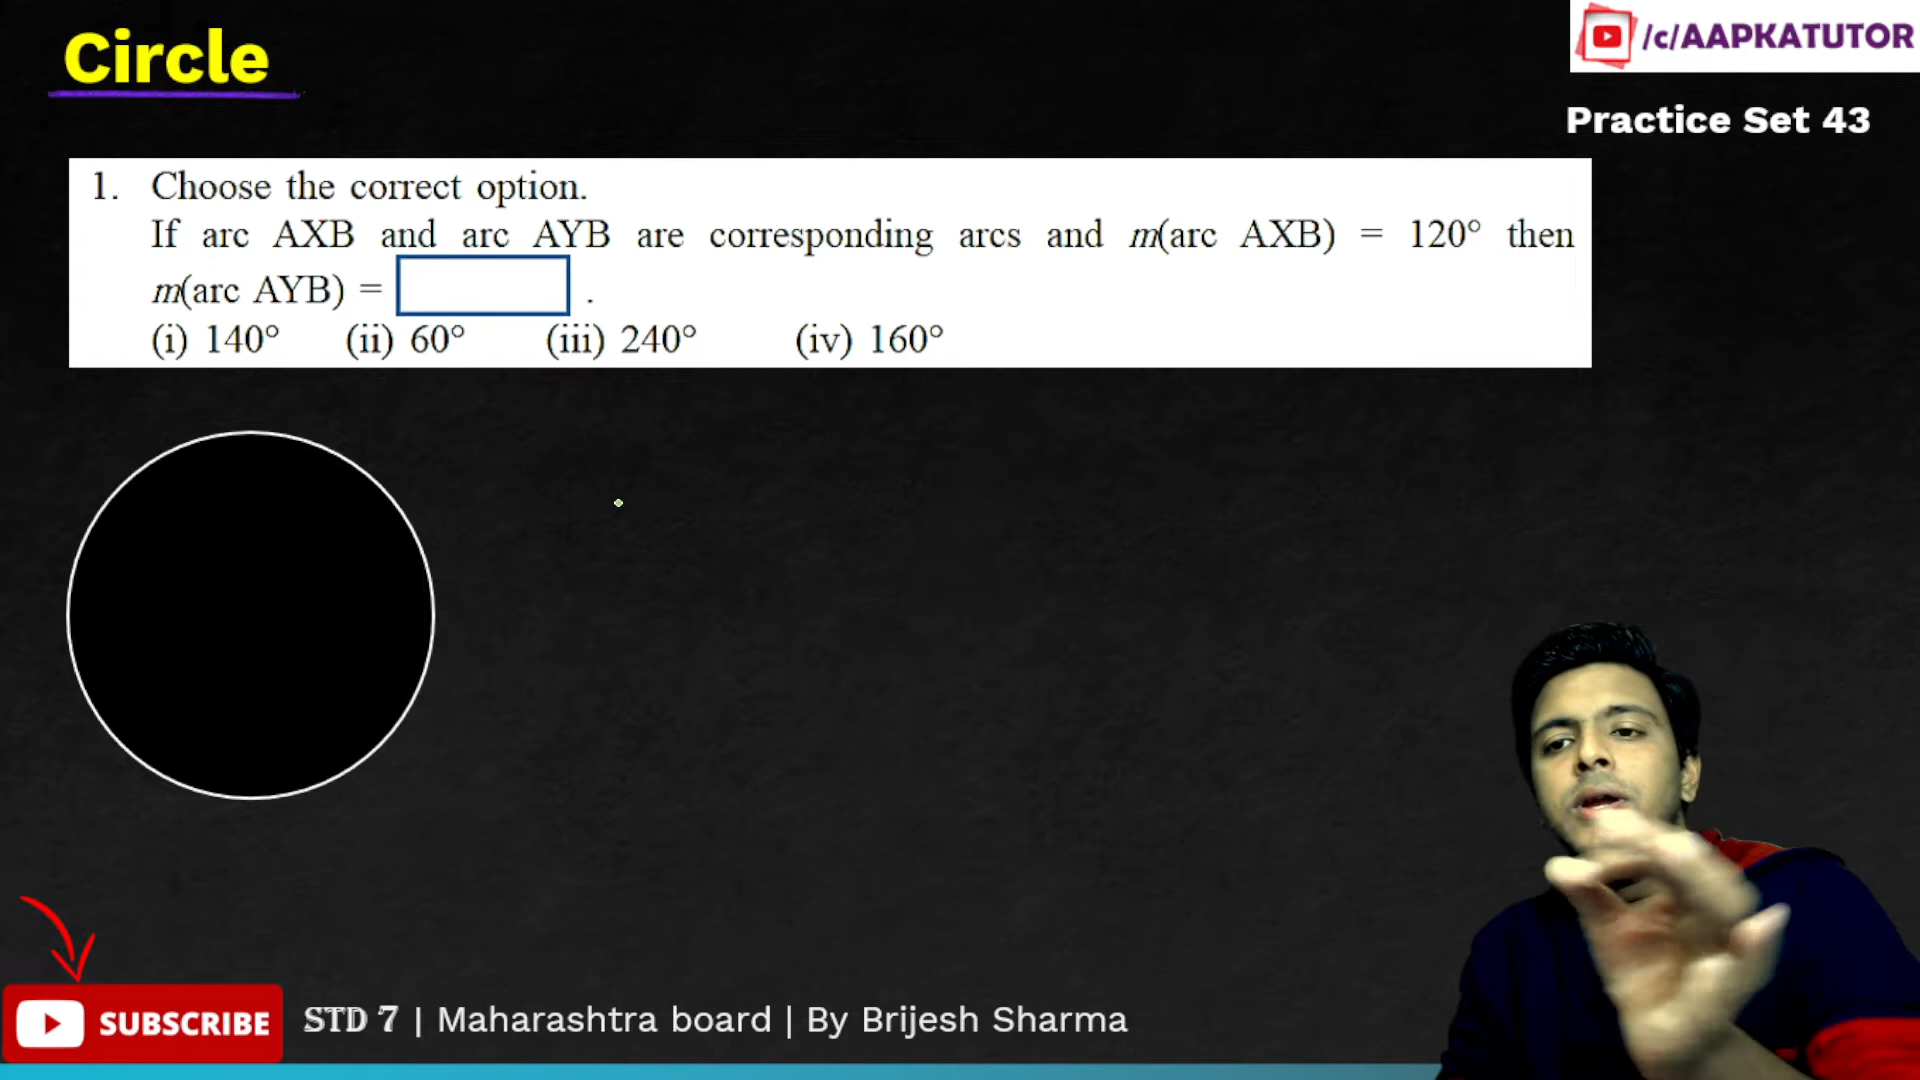 Circle
/c/AAPKATUTOR
Practice Set 43
1. Choose the correct option.
If arc AXB and arc AYB are corresponding arcs and m(arc AXB) = 120° then
m(arc AYB) = .
(i) 140° (ii) 60° (iii) 240° (iv) 160°
SUBSCRIBE
STD 7 | Maharashtra board | By Brijesh Sharma